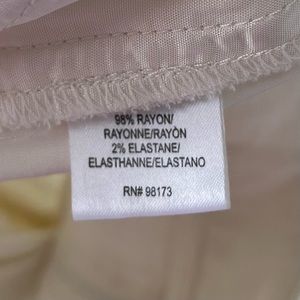 98% RAYON/
RAYONNE/RAYÓN
2% ELASTANE/
ELASTHANNE/ELASTANO
RN# 98173